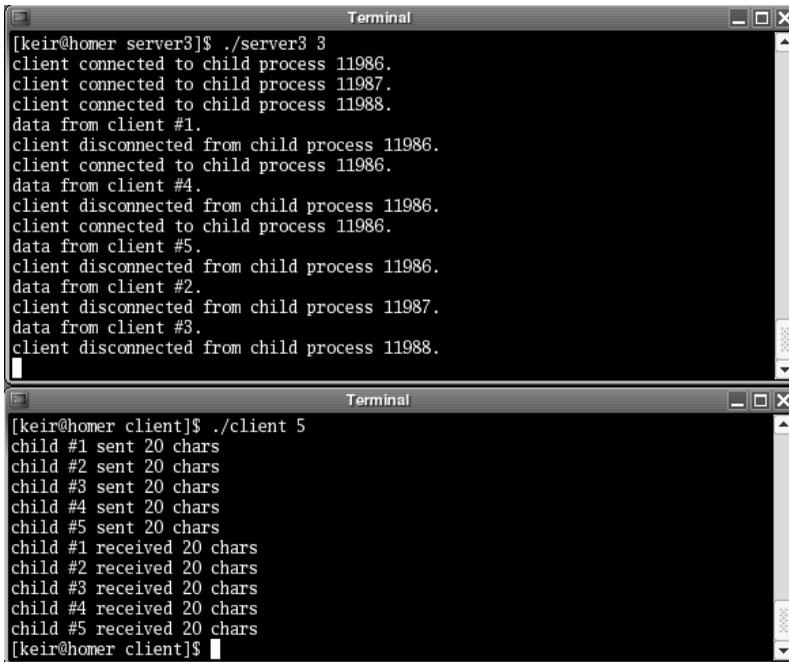 Terminal
[keir@homer server3]$ ./server3 3
client connected to child process 11986.
client connected to child process 11987.
client connected to child process 11988.
data from client #1.
client disconnected from child process 11986.
client connected to child process 11986.
data from client #4.
client disconnected from child process 11986.
client connected to child process 11986.
data from client #5.
client disconnected from child process 11986.
data from client #2.
client disconnected from child process 11987.
data from client #3.
client disconnected from child process 11988.
Terminal
[keir@homer client]$ ./client 5
child #1 sent 20 chars
child #2 sent 20 chars
child #3 sent 20 chars
child #4 sent 20 chars
child #5 sent 20 chars
child #1 received 20 chars
child #2 received 20 chars
child #3 received 20 chars
child #4 received 20 chars
child #5 received 20 chars
[keir@homer client]$